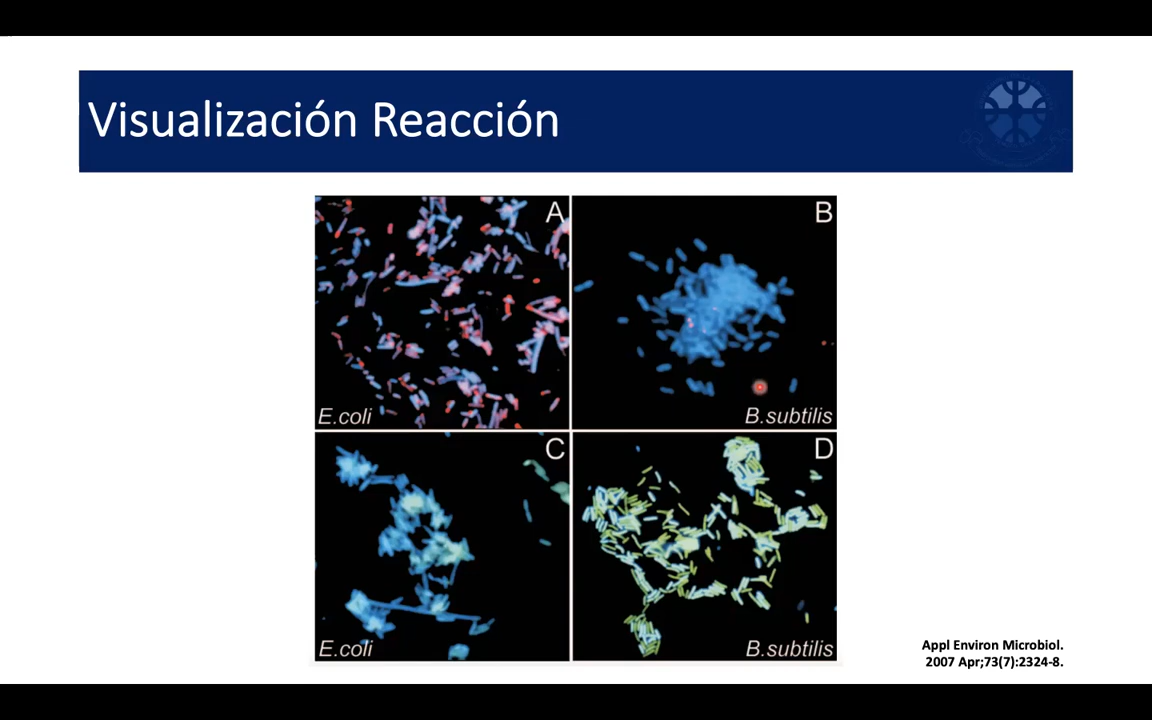 Visualización Reacción
A
B
E.coli
B.subtilis
C
D
E.coli
B.subtilis
Appl Environ Microbiol.
2007 Apr;73(7):2324-8.